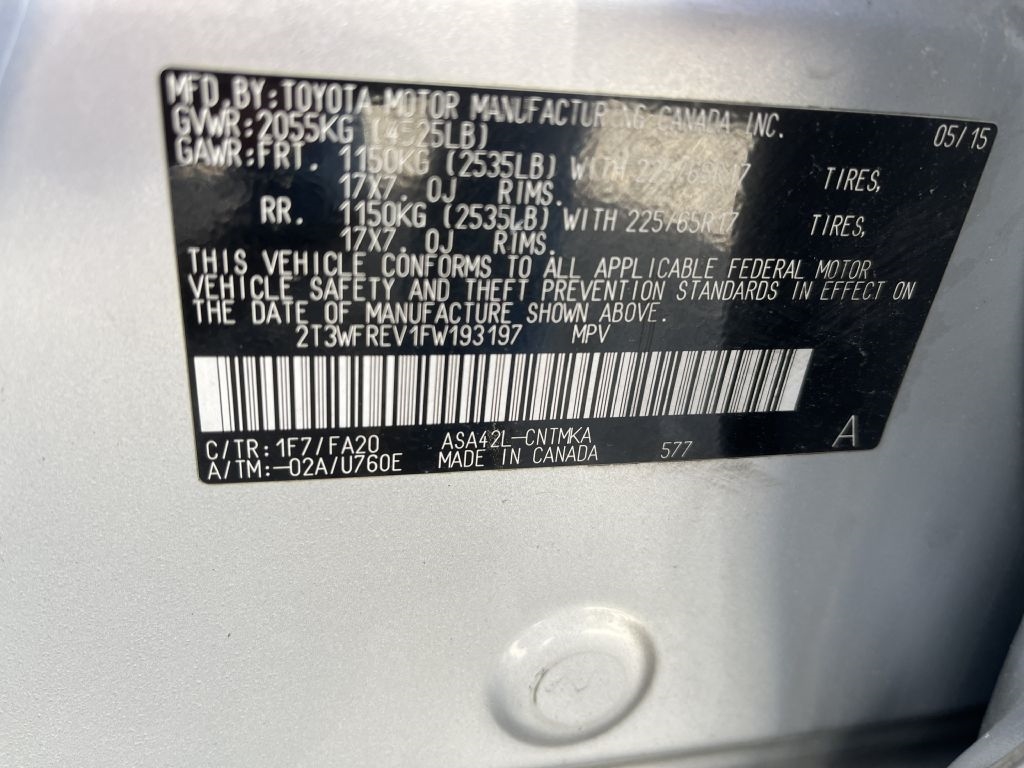 MFD.BY:TOYOTA MOTOR MANUFACTURING CANADA INC.
05/15
GVWR:2055KG (4525LB)
GAWR:FRT. 1150KG (2535LB) WITH 225/65R17 TIRES,
17X7.0J RIMS.
RR. 1150KG (2535LB) WITH 225/65R17 TIRES,
17X7.0J RIMS.
THIS VEHICLE CONFORMS TO ALL APPLICABLE FEDERAL MOTOR
VEHICLE SAFETY AND THEFT PREVENTION STANDARDS IN EFFECT ON
THE DATE OF MANUFACTURE SHOWN ABOVE.
2T3WFREV1FW193197 MPV
C/TR:1F7/FA20 ASA42L-CNTMKA
A/TM:-02A/U760E MADE IN CANADA 577 A